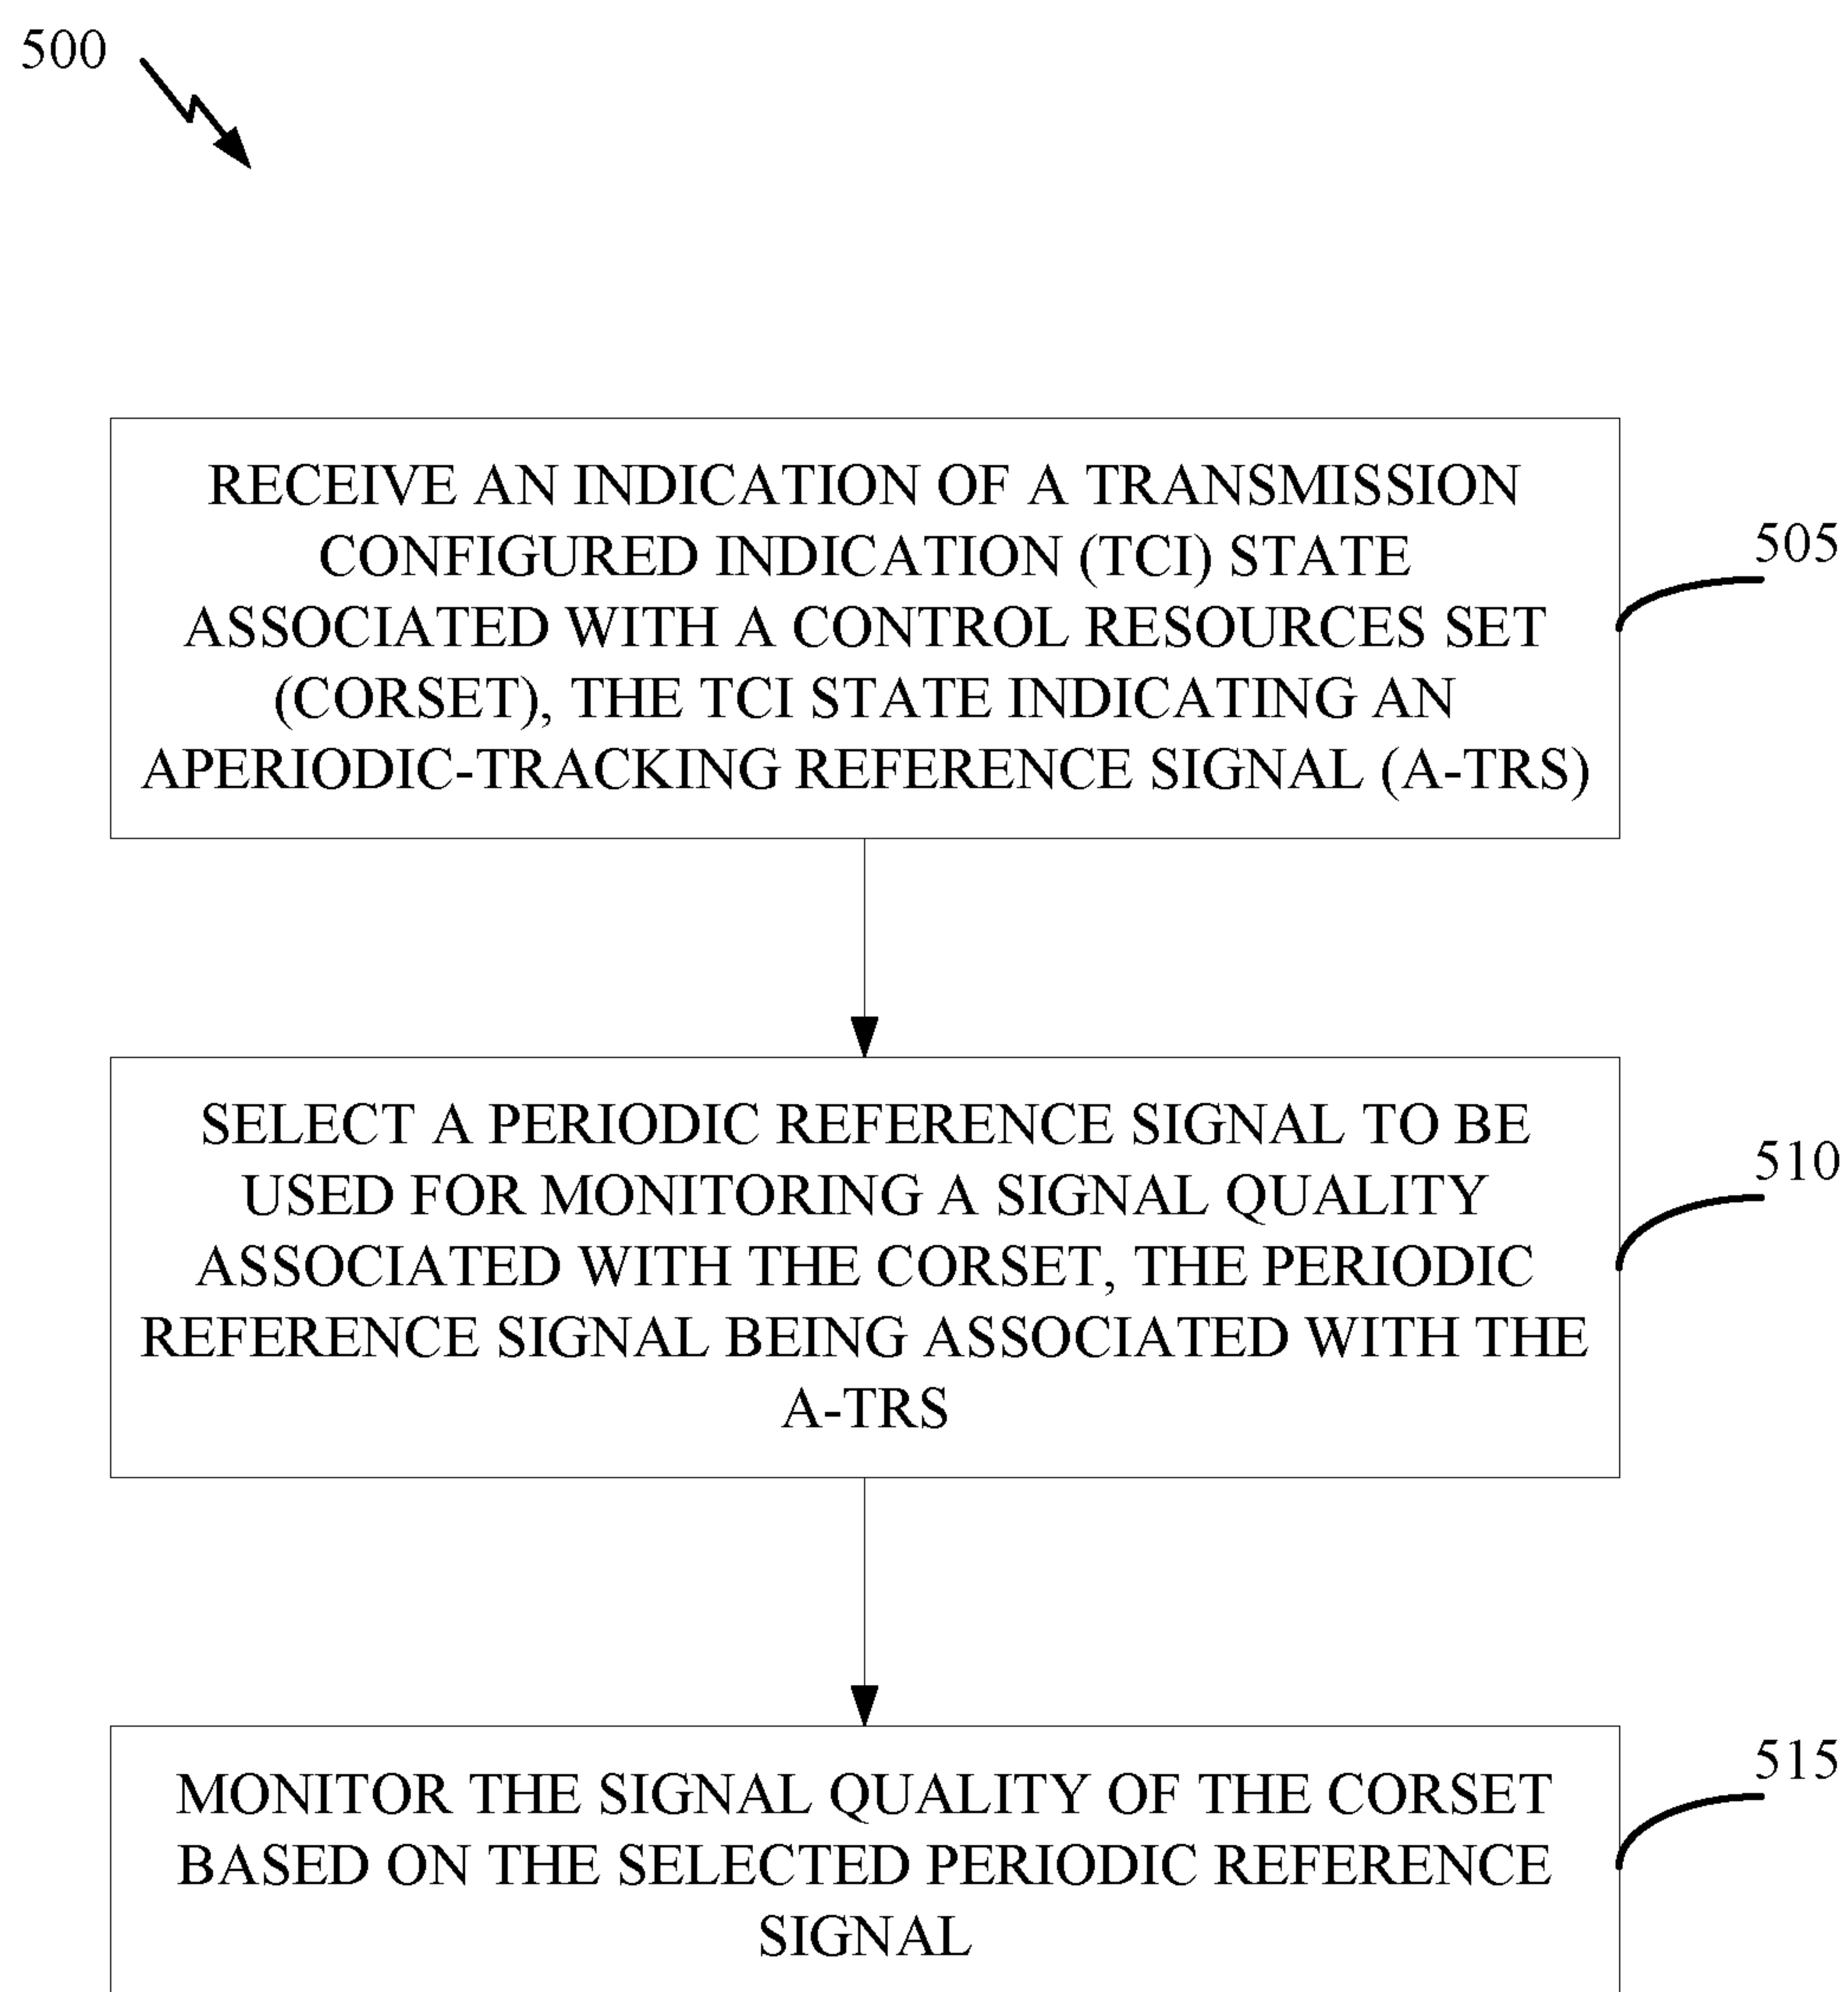 500
RECEIVE AN INDICATION OF A TRANSMISSION
CONFIGURED INDICATION (TCI) STATE
ASSOCIATED WITH A CONTROL RESOURCES SET
(CORSET), THE TCI STATE INDICATING AN
APERIODIC-TRACKING REFERENCE SIGNAL (A-TRS)
505
SELECT A PERIODIC REFERENCE SIGNAL TO BE
USED FOR MONITORING A SIGNAL QUALITY
ASSOCIATED WITH THE CORSET, THE PERIODIC
REFERENCE SIGNAL BEING ASSOCIATED WITH THE
A-TRS
510
MONITOR THE SIGNAL QUALITY OF THE CORSET
BASED ON THE SELECTED PERIODIC REFERENCE
SIGNAL
515